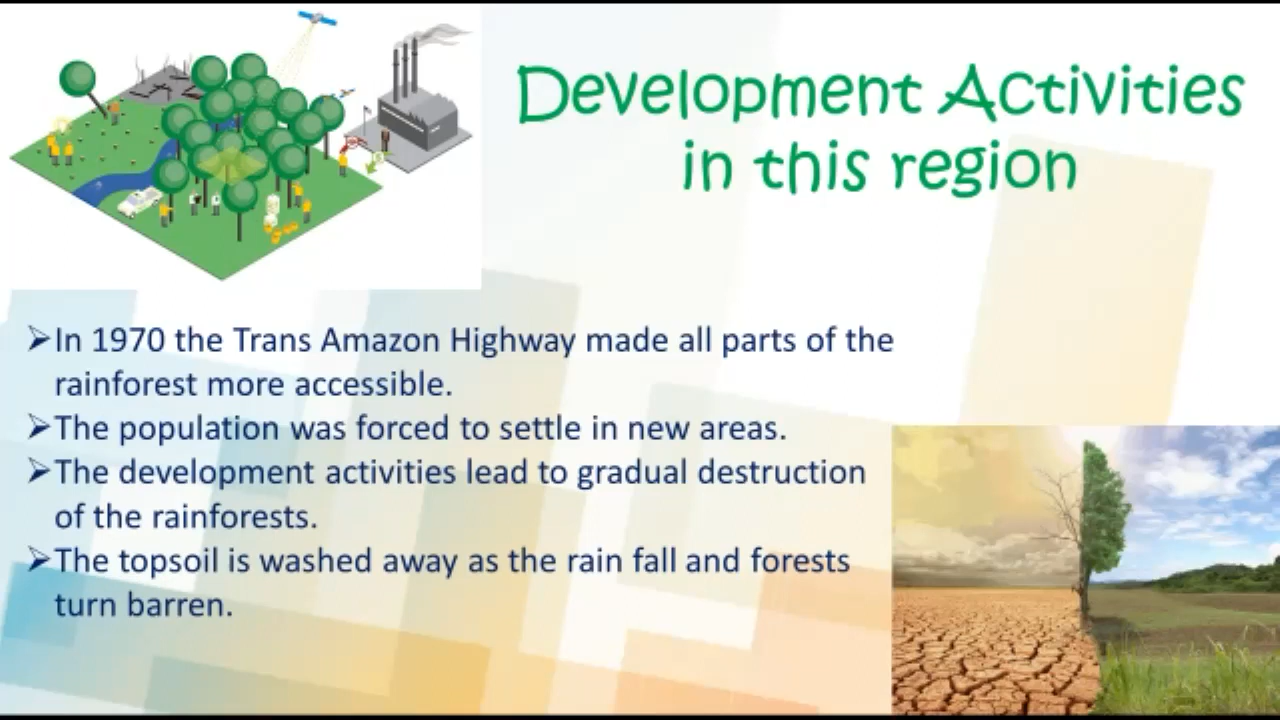 Development Activities
in this region
➢In 1970 the Trans Amazon Highway made all parts of the
rainforest more accessible.
➢The population was forced to settle in new areas.
➢The development activities lead to gradual destruction
of the rainforests.
➢The topsoil is washed away as the rain fall and forests
turn barren.